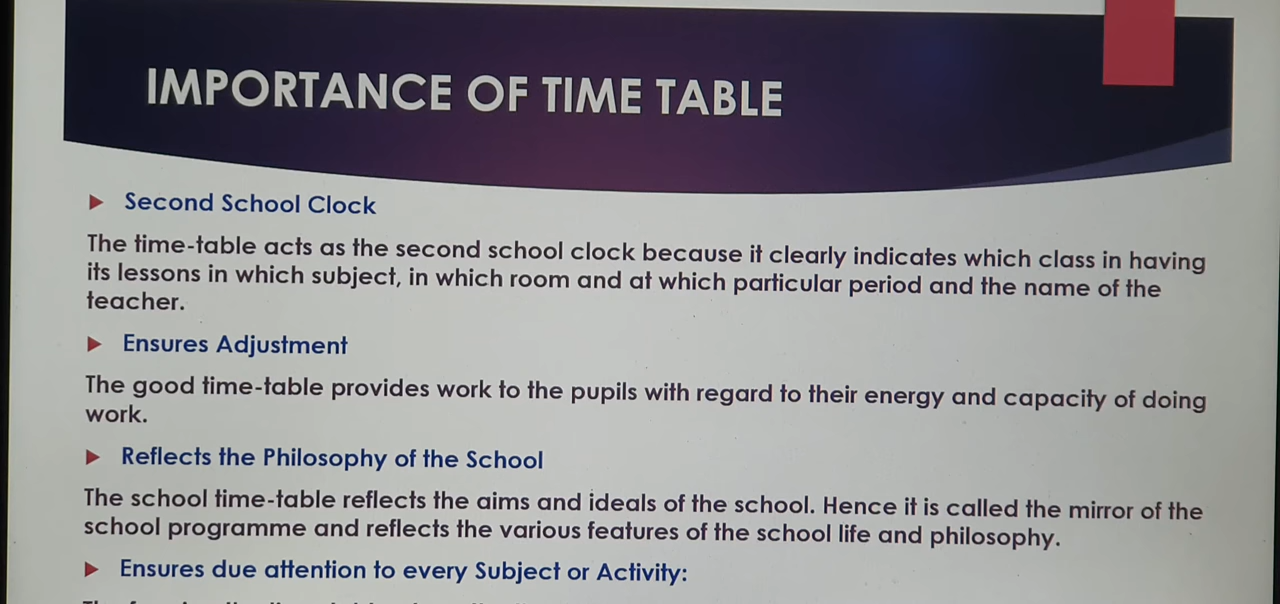 IMPORTANCE OF TIME TABLE
Second School Clock
The time-table acts as the second school clock because it clearly indicates which class in having
its lessons in which subject, in which room and at which particular period and the name of the
teacher.
Ensures Adjustment
The good time-table provides work to the pupils with regard to their energy and capacity of doing
work.
Reflects the Philosophy of the School
The school time-table reflects the aims and ideals of the school. Hence it is called the mirror of the
school programme and reflects the various features of the school life and philosophy.
Ensures due attention to every Subject or Activity: